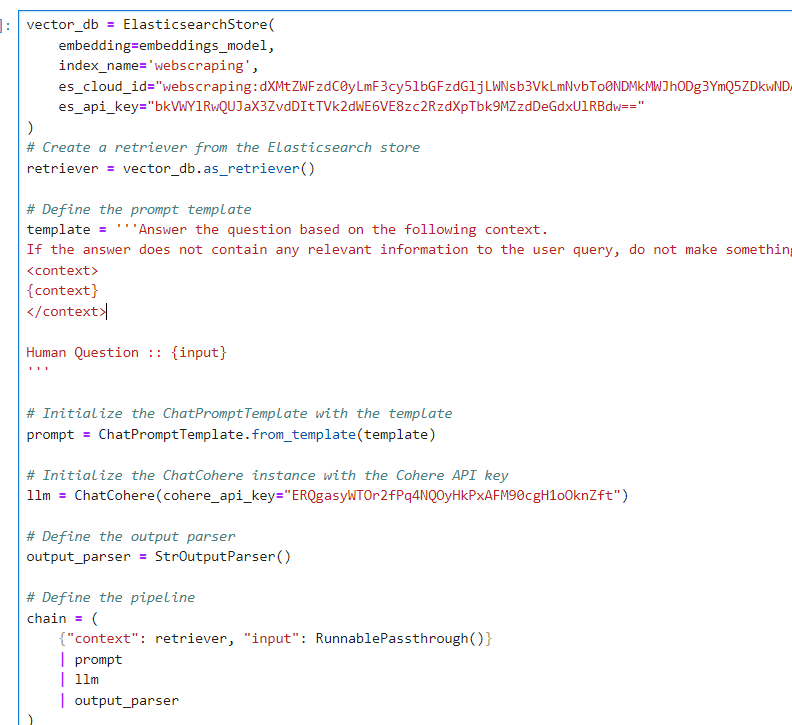 ]:
vector_db = ElasticsearchStore(
    embedding=embeddings_model,
    index_name='webscraping',
    es_cloud_id="webscraping:
    es_api_key=
)
# Create a retriever from the Elasticsearch store
retriever = vector_db.as_retriever()

# Define the prompt template
template = '''Answer the question based on the following context.
If the answer does not contain any relevant information to the user query, do not make something
<context>
{context}
</context>

Human Question :: {input}
'''

# Initialize the ChatPromptTemplate with the template
prompt = ChatPromptTemplate.from_template(template)

# Initialize the ChatCohere instance with the Cohere API key
llm = ChatCohere(cohere_api_key=

# Define the output parser
output_parser = StrOutputParser()

# Define the pipeline
chain = (
    {"context": retriever, "input": RunnablePassthrough()}
    | prompt
    | llm
    | output_parser
)